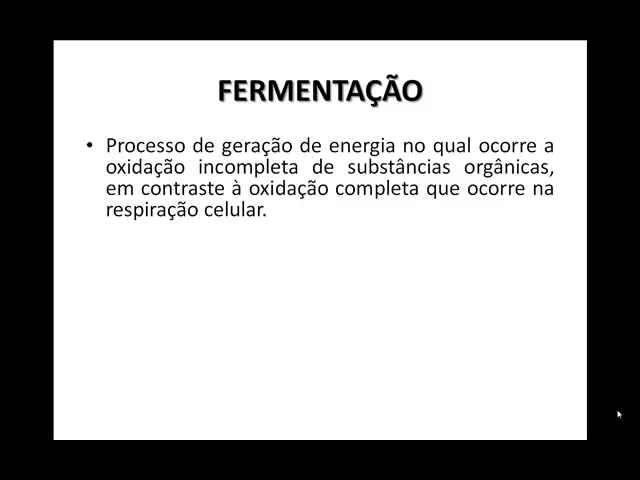 FERMENTAÇÃO
• Processo de geração de energia no qual ocorre a
oxidação incompleta de substâncias orgânicas,
em contraste à oxidação completa que ocorre na
respiração celular.